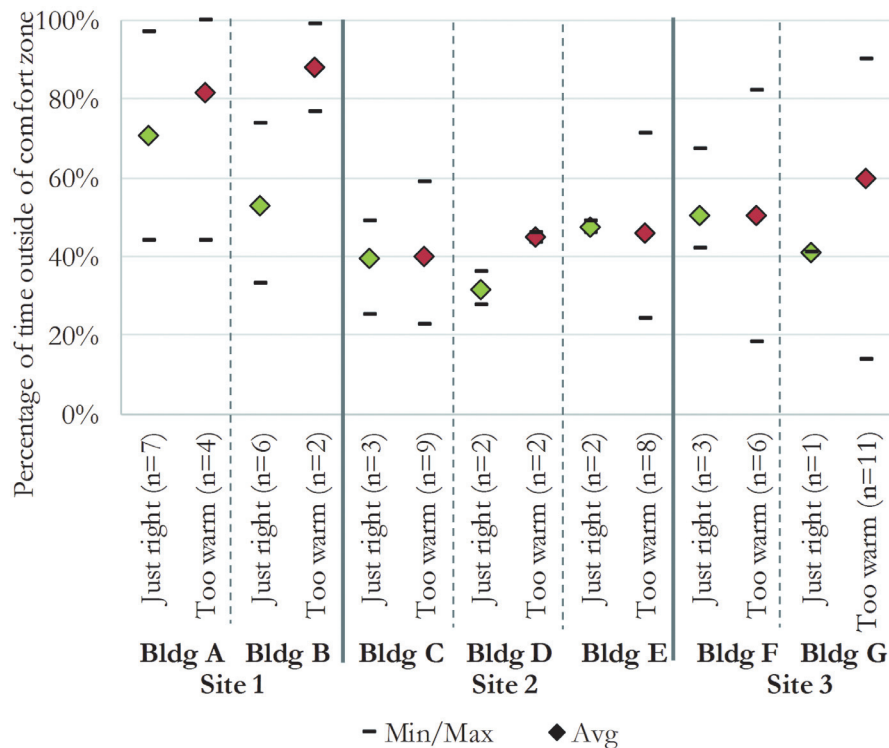 Percentage of time outside of comfort zone
100%
80%
60%
40%
20%
0%
Just right (n=7)
Too warm (n=4)
Just right (n=6)
Too warm (n=2)
Just right (n=3)
Too warm (n=9)
Just right (n=2)
Too warm (n=2)
Just right (n=2)
Too warm (n=8)
Just right (n=3)
Too warm (n=6)
Just right (n=1)
Too warm (n=11)
Bldg A Bldg B Bldg C Bldg D Bldg E Bldg F Bldg G
Site 1 Site 2 Site 3
Min/Max Avg